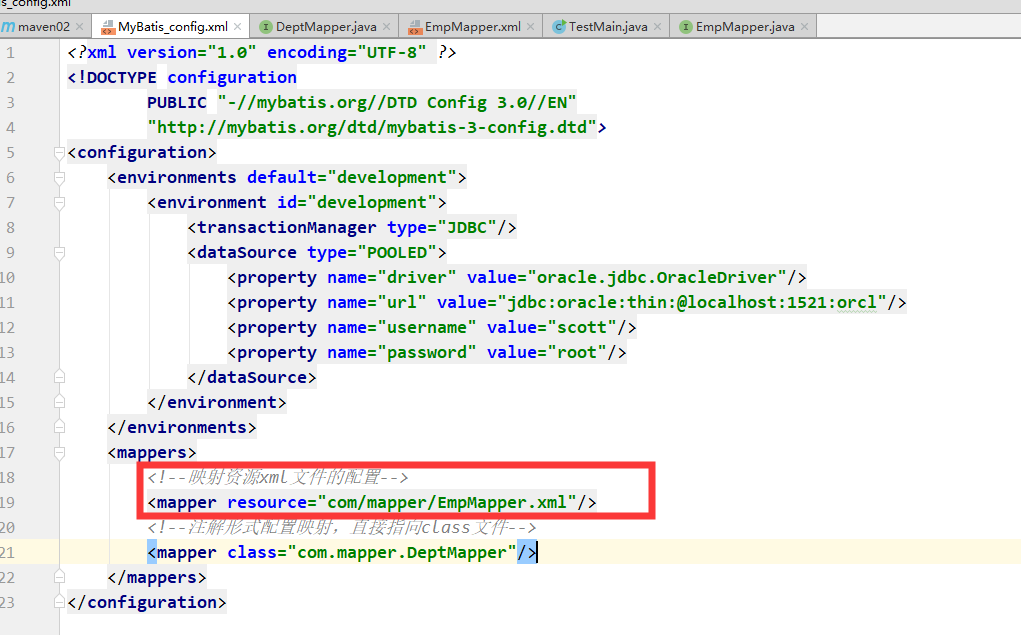 s_config.xml
maven02 MyBatis_config.xml DeptMapper.java EmpMapper.xml TestMain.java EmpMapper.java
1 <?xml version="1.0" encoding="UTF-8" ?>
2 <!DOCTYPE configuration
3 PUBLIC "-//mybatis.org//DTD Config 3.0//EN"
4 "http://mybatis.org/dtd/mybatis-3-config.dtd">
5 <configuration>
6 <environments default="development">
7 <environment id="development">
8 <transactionManager type="JDBC"/>
9 <dataSource type="POOLED">
10 <property name="driver" value="oracle.jdbc.OracleDriver"/>
11 <property name="url" value="jdbc:oracle:thin:@localhost:1521:orcl"/>
12 <property name="username" value="scott"/>
13 <property name="password" value="root"/>
14 </dataSource>
15 </environment>
16 </environments>
17 <mappers>
18 <!--映射资源xml文件的配置-->
19 <mapper resource="com/mapper/EmpMapper.xml"/>
20 <!--注解形式配置映射，直接指向class文件-->
21 <mapper class="com.mapper.DeptMapper"/>
22 </mappers>
23 </configuration>